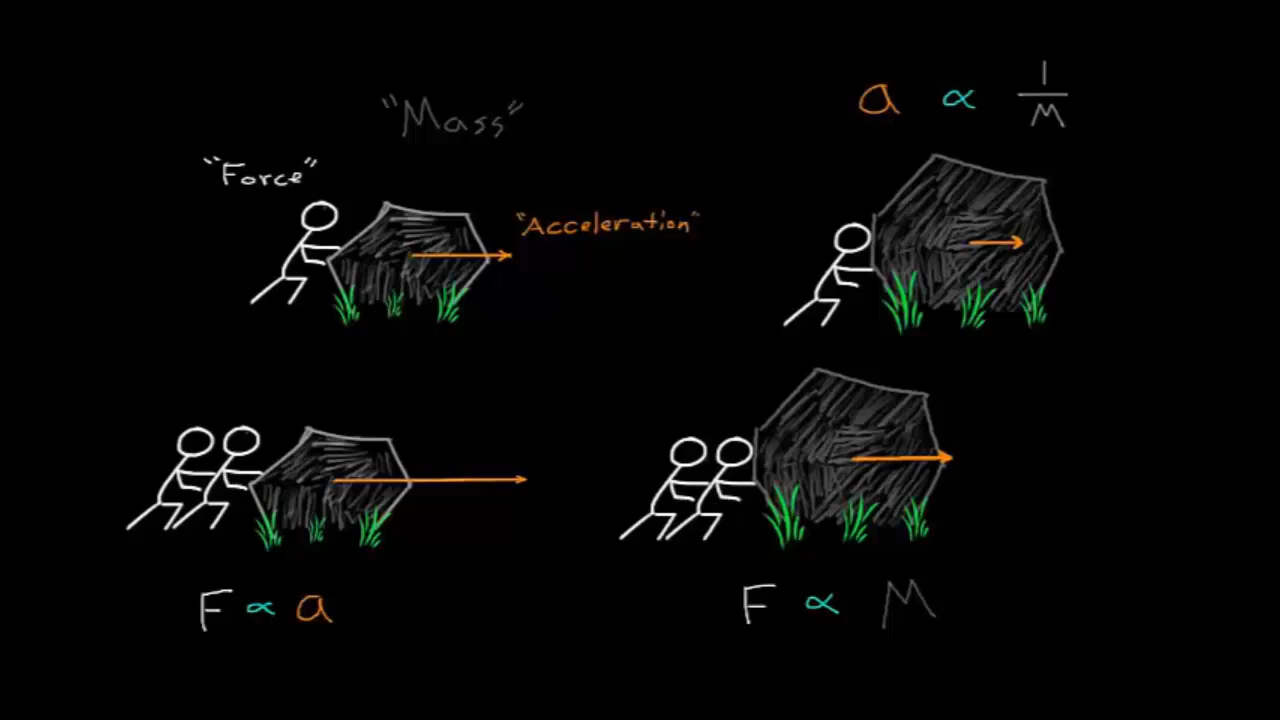 "Mass"
"Force"
"Acceleration"
a ∝ 1/M
F ∝ a
F ∝ M